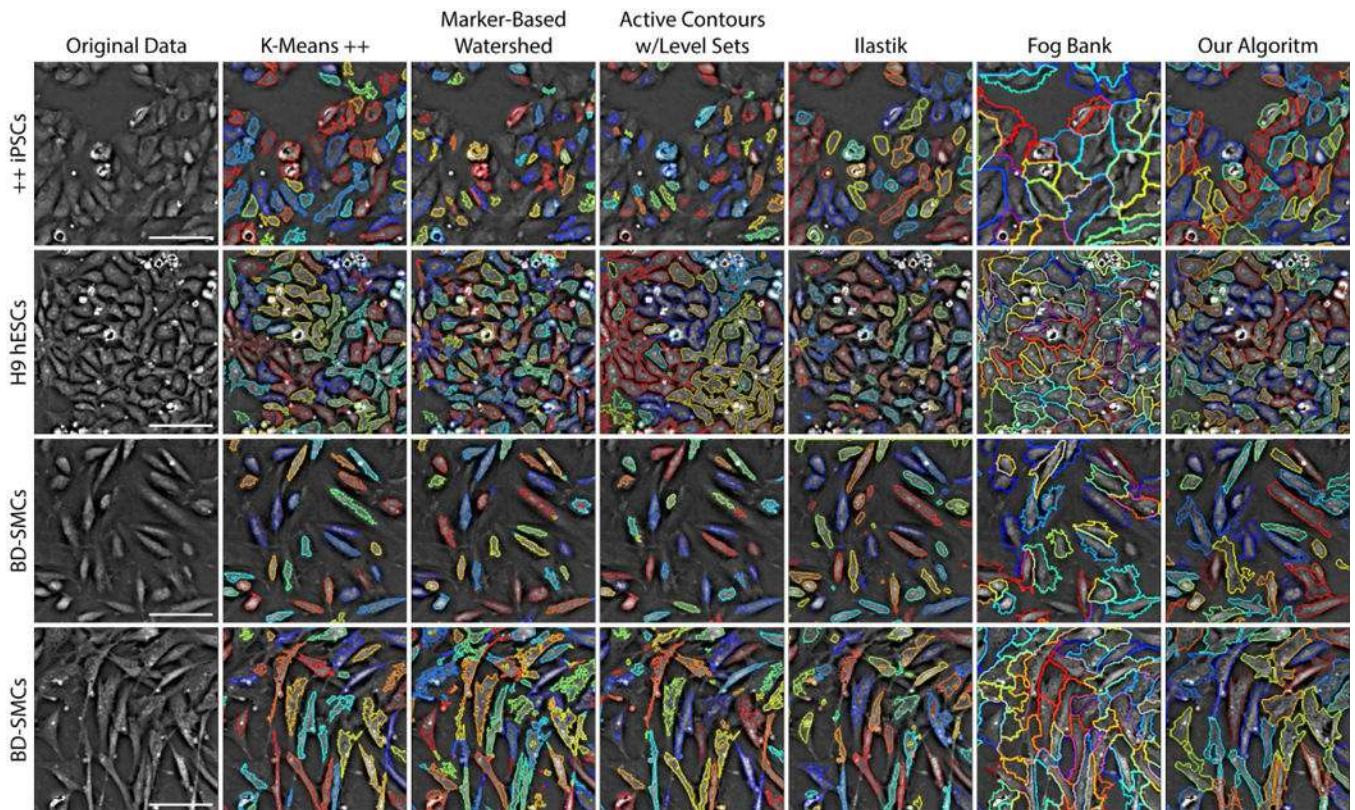 Original Data
K-Means ++
Marker-Based
Watershed
Active Contours
w/Level Sets
Ilastik
Fog Bank
Our Algoritm
++ iPSCs
H9 hESCs
BD-SMCs
BD-SMCs